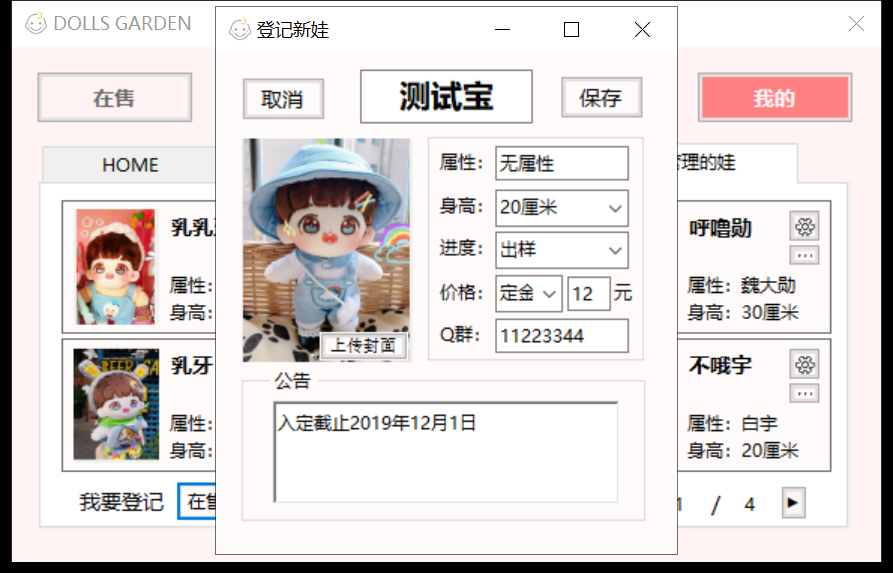 DOLLS GARDEN
登记新娃
在售
取消
测试宝
保存
我的
HOME
管理的娃
属性：
无属性
身高：
20厘米
进度：
出样
价格：
定金
12
元
Q群：
11223344
上传封面
公告
入定截止2019年12月1日
乳乳
属性：
身高：
呼噜勋
...
属性：魏大勋
身高：30厘米
乳牙
属性：
身高：
BEER
不哦宇
...
属性：白宇
身高：20厘米
我要登记
在售
1 / 4